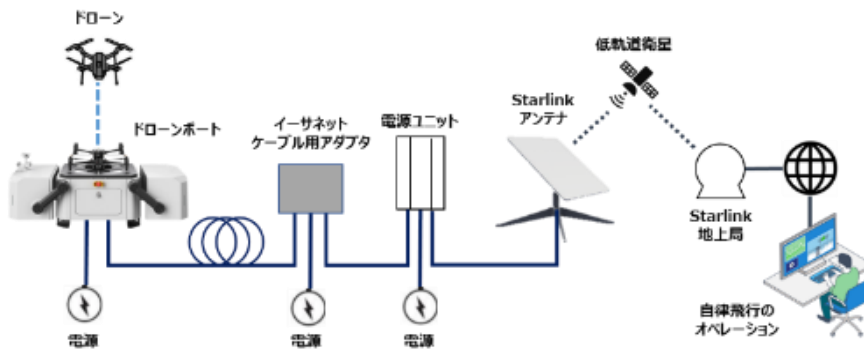 ドローン
ドローンポート
イーサネット
ケーブル用アダプタ
電源ユニット
Starlink
アンテナ
低軌道衛星
Starlink
地上局
自律飛行の
オペレーション
電源
電源
電源